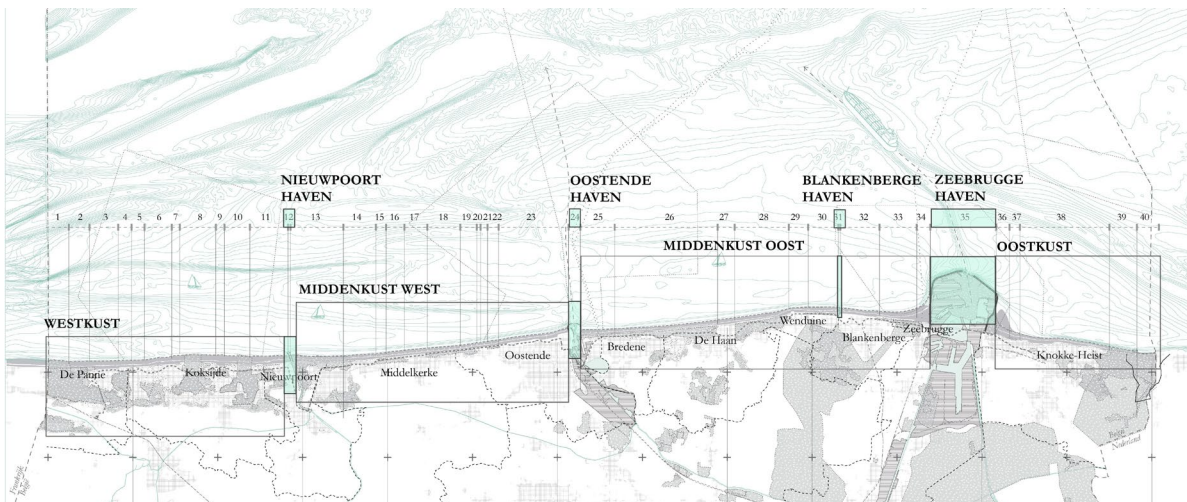 NIEUWPOORT
HAVEN
OOSTENDE
HAVEN
BLANKENBERGE
HAVEN
ZEEBRUGGE
HAVEN
1 2 3 4 5 6 7 8 9 10 11 12 13 14 15 16 17 18 19 20 21 22 23 24 25 26 27 28 29 30 31 32 33 34 35 36 37 38 39 40
MIDDENKUST OOST
OOSTKUST
MIDDENKUST WEST
WESTKUST
Wenduine
Zeebrugge
Blankenberge
De Haan
Bredene
Oostende
Knokke-Heist
De Panne
Koksijde
Nieuwpoort
Middelkerke
België
Nederland